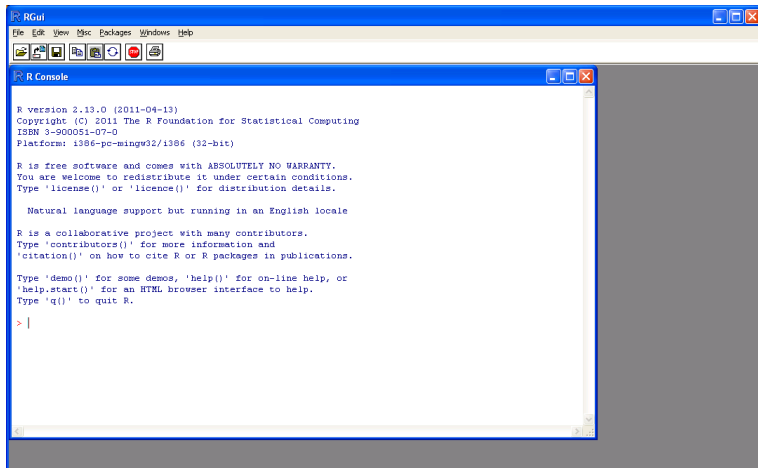 RGui
File Edit View Misc Packages Windows Help
R Console
R version 2.13.0 (2011-04-13)
Copyright (C) 2011 The R Foundation for Statistical Computing
ISBN 3-900051-07-0
Platform: i386-pc-mingw32/i386 (32-bit)
R is free software and comes with ABSOLUTELY NO WARRANTY.
You are welcome to redistribute it under certain conditions.
Type 'license()' or 'licence()' for distribution details.
Natural language support but running in an English locale
R is a collaborative project with many contributors.
Type 'contributors()' for more information and
'citation()' on how to cite R or R packages in publications.
Type 'demo()' for some demos, 'help()' for on-line help, or
'help.start()' for an HTML browser interface to help.
Type 'q()' to quit R.
>